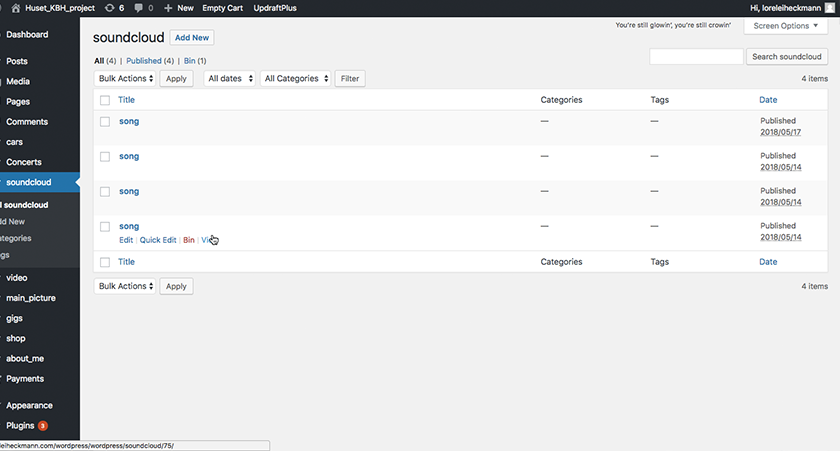 Huset_KBH_project 6 0 New Empty Cart UpdraftPlus Hi, loreleiheckmann
You're still glowin', you're still crowin'
Screen Options
Dashboard
Posts
Media
Pages
Comments
cars
Concerts
soundcloud
l soundcloud
dd New
ategories
gs
video
main_picture
gigs
shop
about_me
Payments
Appearance
Plugins 3
soundcloud Add New
All (4) | Published (4) | Bin (1)
Search soundcloud
Bulk Actions Apply All dates All Categories Filter 4 items
Title Categories Tags Date
song — — Published
2018/05/17
song — — Published
2018/05/14
song — — Published
2018/05/14
song — — Published
Edit | Quick Edit | Bin | Vi 2018/05/14
Title Categories Tags Date
Bulk Actions Apply 4 items
leiheckmann.com/wordpress/wordpress/soundcloud/75/